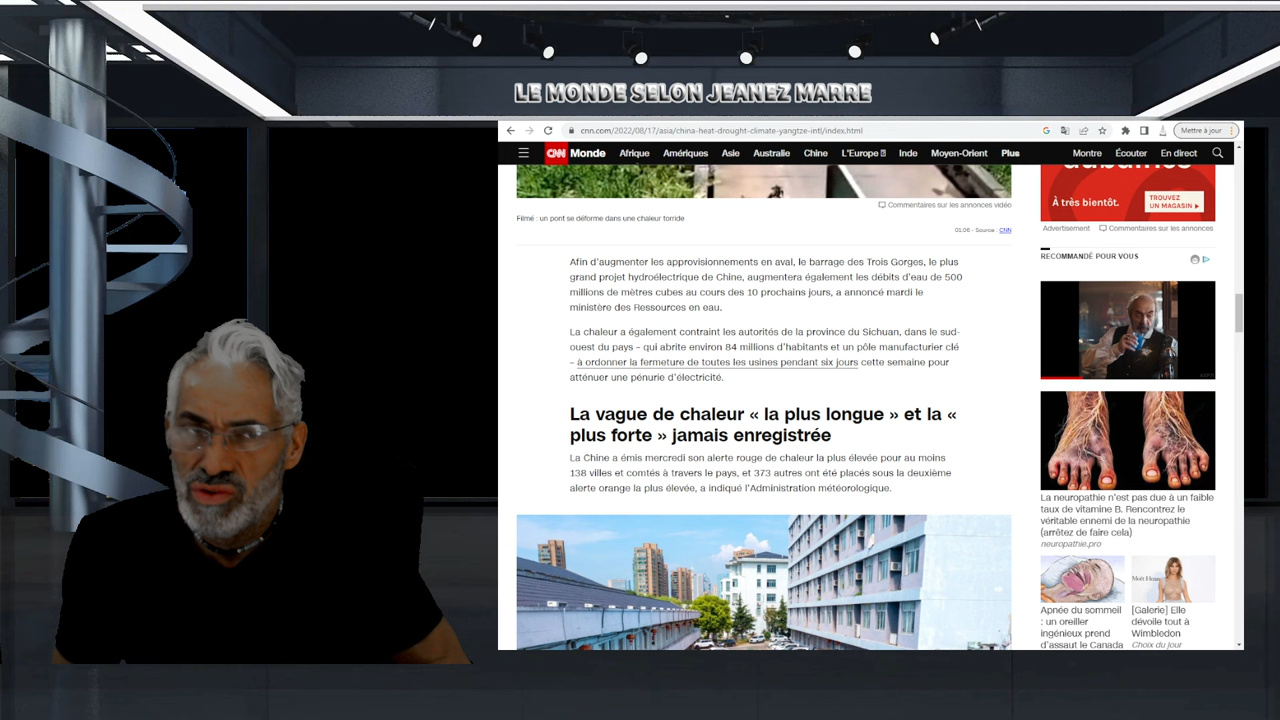 LE MONDE SELON JEANEZ MARRE
cnn.com/2022/08/17/asia/china-heat-drought-climate-yangtze-intl/index.html
Mettre à jour
CNN Monde Afrique Amériques Asie Australie Chine L'Europe Inde Moyen-Orient Plus Montre Écouter En direct
Commentaires sur les annonces vidéo
Filmé : un pont se déforme dans une chaleur torride
01:06 - Source : CNN
Afin d'augmenter les approvisionnements en aval, le barrage des Trois Gorges, le plus
grand projet hydroélectrique de Chine, augmentera également les débits d'eau de 500
millions de mètres cubes au cours des 10 prochains jours, a annoncé mardi le
ministère des Ressources en eau.
La chaleur a également contraint les autorités de la province du Sichuan, dans le sud-
ouest du pays – qui abrite environ 84 millions d'habitants et un pôle manufacturier clé
– à ordonner la fermeture de toutes les usines pendant six jours cette semaine pour
atténuer une pénurie d'électricité.
La vague de chaleur « la plus longue » et la «
plus forte » jamais enregistrée
La Chine a émis mercredi son alerte rouge de chaleur la plus élevée pour au moins
138 villes et comtés à travers le pays, et 373 autres ont été placés sous la deuxième
alerte orange la plus élevée, a indiqué l'Administration météorologique.
À très bientôt.
TROUVEZ
UN MAGASIN
Advertisement Commentaires sur les annonces
RECOMMANDÉ POUR VOUS
La neuropathie n'est pas due à un faible
taux de vitamine B. Rencontrez le
véritable ennemi de la neuropathie
(arrêtez de faire cela)
neuropathie.pro
Apnée du sommeil
: un oreiller
ingénieux prend
d'assaut le Canada
[Galerie] Elle
dévoile tout à
Wimbledon
Choix du jour